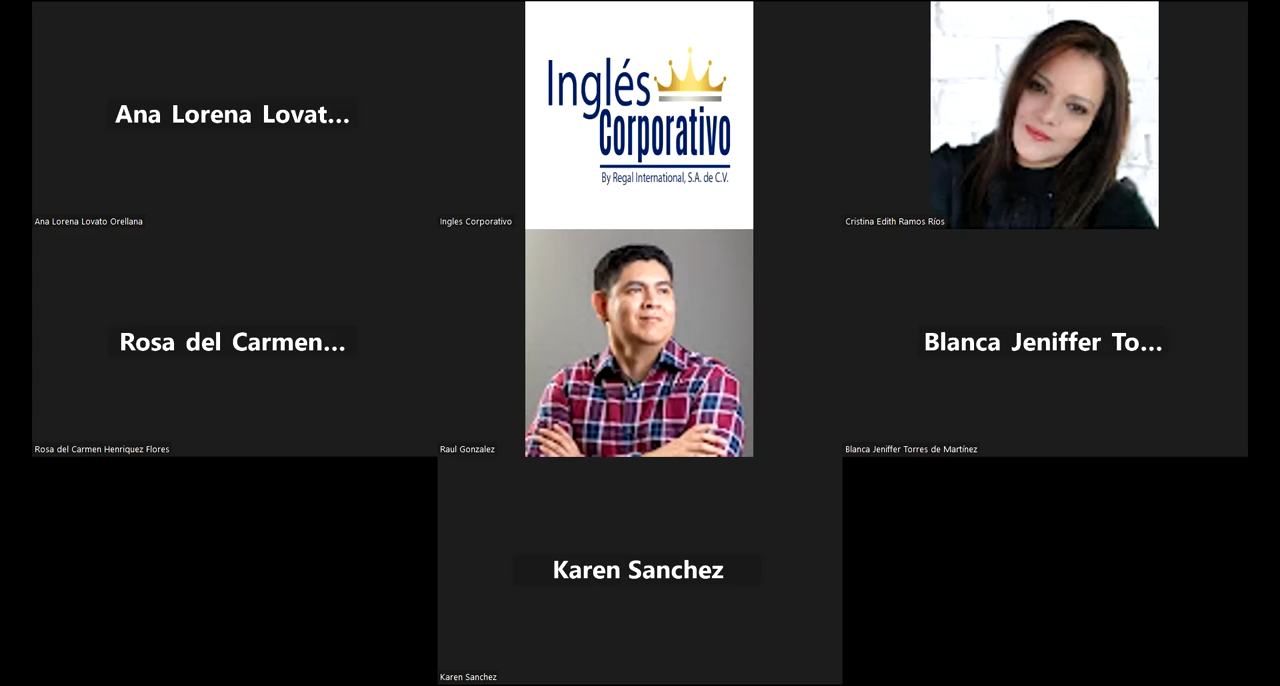 Ana Lorena Lovat...
Ana Lorena Lovato Orellana
Inglés
Corporativo
By Regal International, S.A. de C.V.
Ingles Corporativo
Cristina Edith Ramos Ríos
Rosa del Carmen...
Rosa del Carmen Henriquez Flores
Raul Gonzalez
Blanca Jeniffer To...
Blanca Jeniffer Torres de Martínez
Karen Sanchez
Karen Sanchez